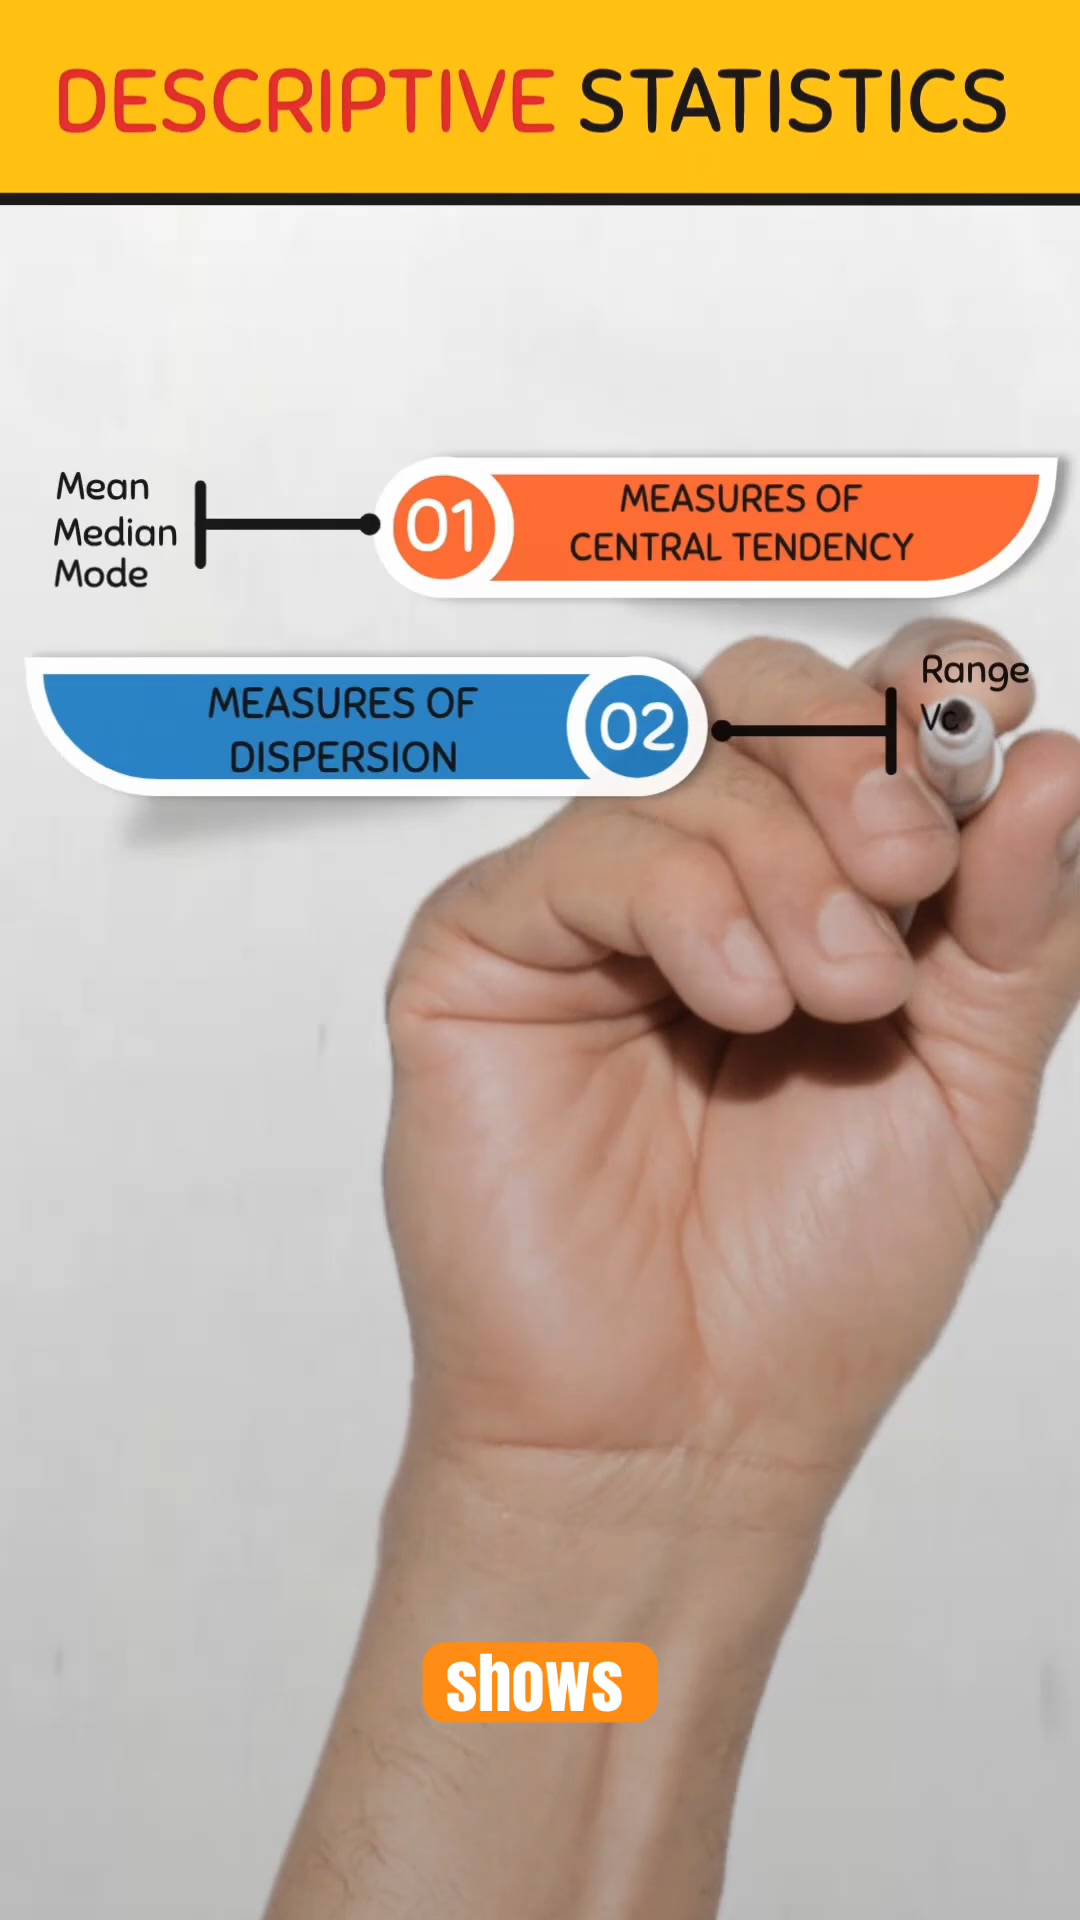 DESCRIPTIVE STATISTICS
Mean
Median
Mode
01
MEASURES OF
CENTRAL TENDENCY
MEASURES OF
DISPERSION
02
Range
shows